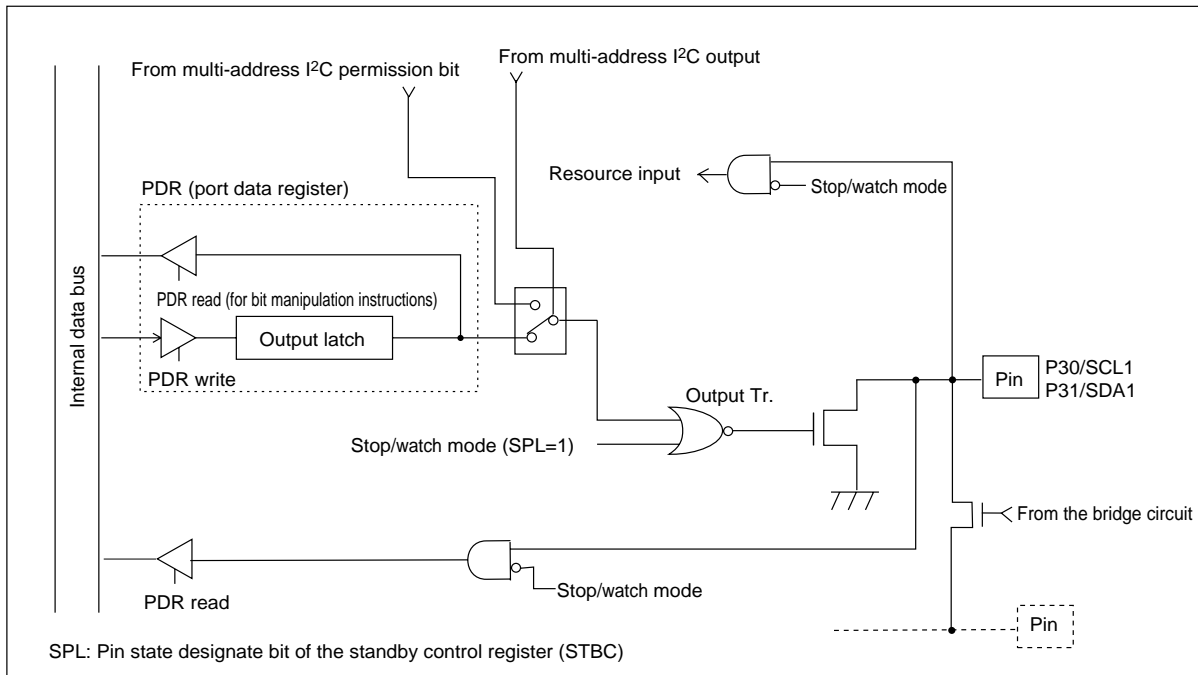 From multi-address I²C permission bit
From multi-address I²C output
Resource input
Stop/watch mode
PDR (port data register)
PDR read (for bit manipulation instructions)
Output latch
PDR write
Internal data bus
Output Tr.
Stop/watch mode (SPL=1)
Pin
P30/SCL1
P31/SDA1
From the bridge circuit
PDR read
Stop/watch mode
Pin
SPL: Pin state designate bit of the standby control register (STBC)